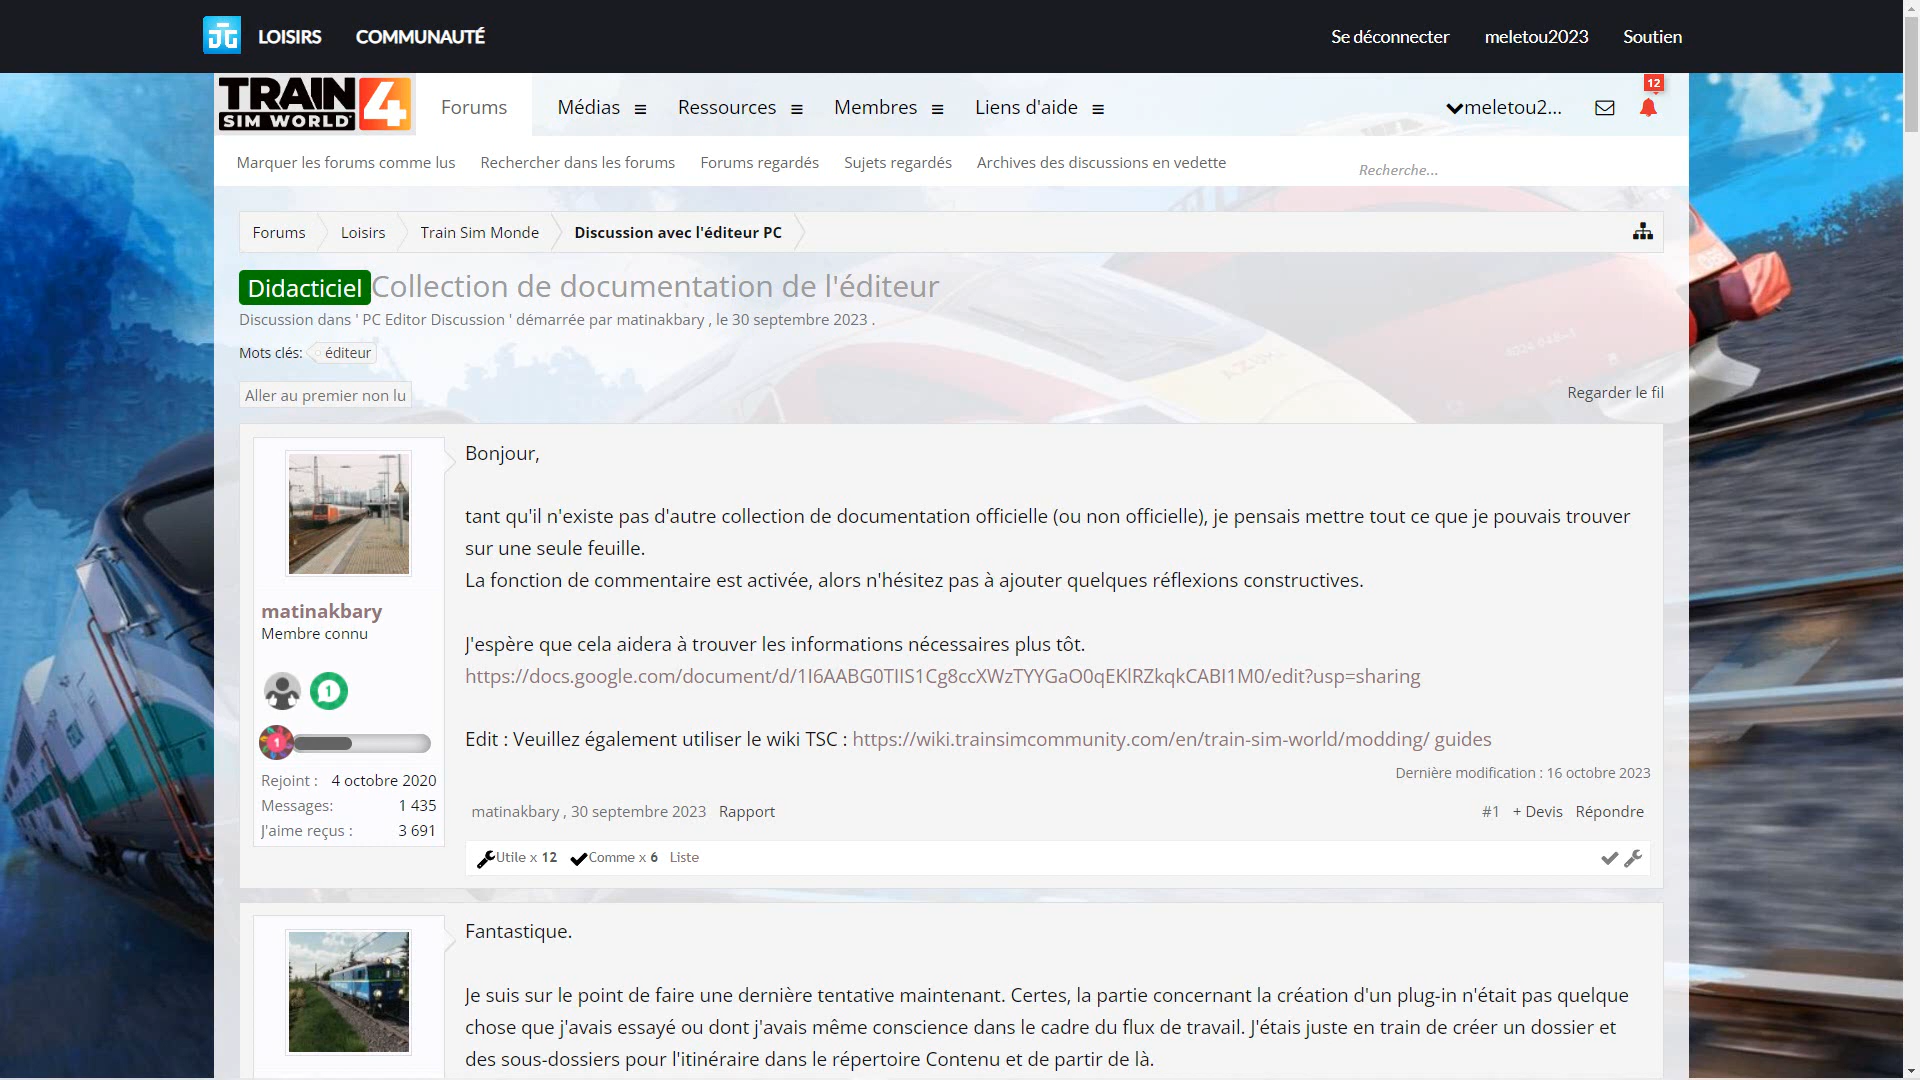 LOISIRS COMMUNAUTÉ Se déconnecter meletou2023 Soutien
TRAIN SIM WORLD 4
Forums Médias Ressources Membres Liens d'aide meletou2... 12
Marquer les forums comme lus Rechercher dans les forums Forums regardés Sujets regardés Archives des discussions en vedette Recherche...
Forums Loisirs Train Sim Monde Discussion avec l'éditeur PC
Didacticiel Collection de documentation de l'éditeur
Discussion dans ' PC Editor Discussion ' démarrée par matinakbary , le 30 septembre 2023 .
Mots clés: éditeur
Aller au premier non lu Regarder le fil
Bonjour,
tant qu'il n'existe pas d'autre collection de documentation officielle (ou non officielle), je pensais mettre tout ce que je pouvais trouver
sur une seule feuille.
La fonction de commentaire est activée, alors n'hésitez pas à ajouter quelques réflexions constructives.
J'espère que cela aidera à trouver les informations nécessaires plus tôt.
https://docs.google.com/document/d/1I6AABG0TIIS1Cg8ccXWzTYYGaO0qEKlRZkqkCABI1M0/edit?usp=sharing
Edit : Veuillez également utiliser le wiki TSC : https://wiki.trainsimcommunity.com/en/train-sim-world/modding/ guides
Dernière modification : 16 octobre 2023
matinakbary
Membre connu
1
1
Rejoint : 4 octobre 2020
Messages: 1 435
J'aime reçus : 3 691
matinakbary , 30 septembre 2023 Rapport #1 + Devis Répondre
Utile x 12 Comme x 6 Liste
Fantastique.
Je suis sur le point de faire une dernière tentative maintenant. Certes, la partie concernant la création d'un plug-in n'était pas quelque
chose que j'avais essayé ou dont j'avais même conscience dans le cadre du flux de travail. J'étais juste en train de créer un dossier et
des sous-dossiers pour l'itinéraire dans le répertoire Contenu et de partir de là.